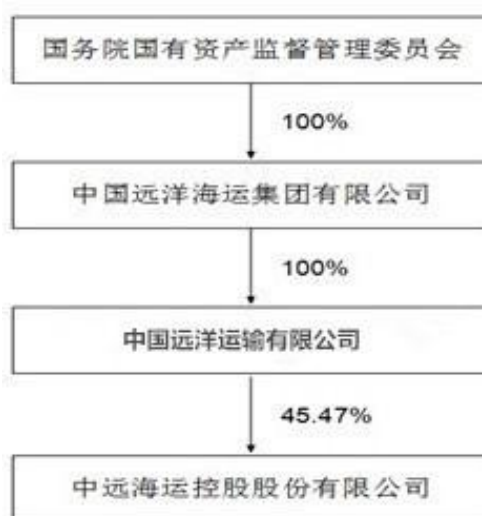 国务院国有资产监督管理委员会
100%
中国远洋海运集团有限公司
100%
中国远洋运输有限公司
45.47%
中远海运控股股份有限公司